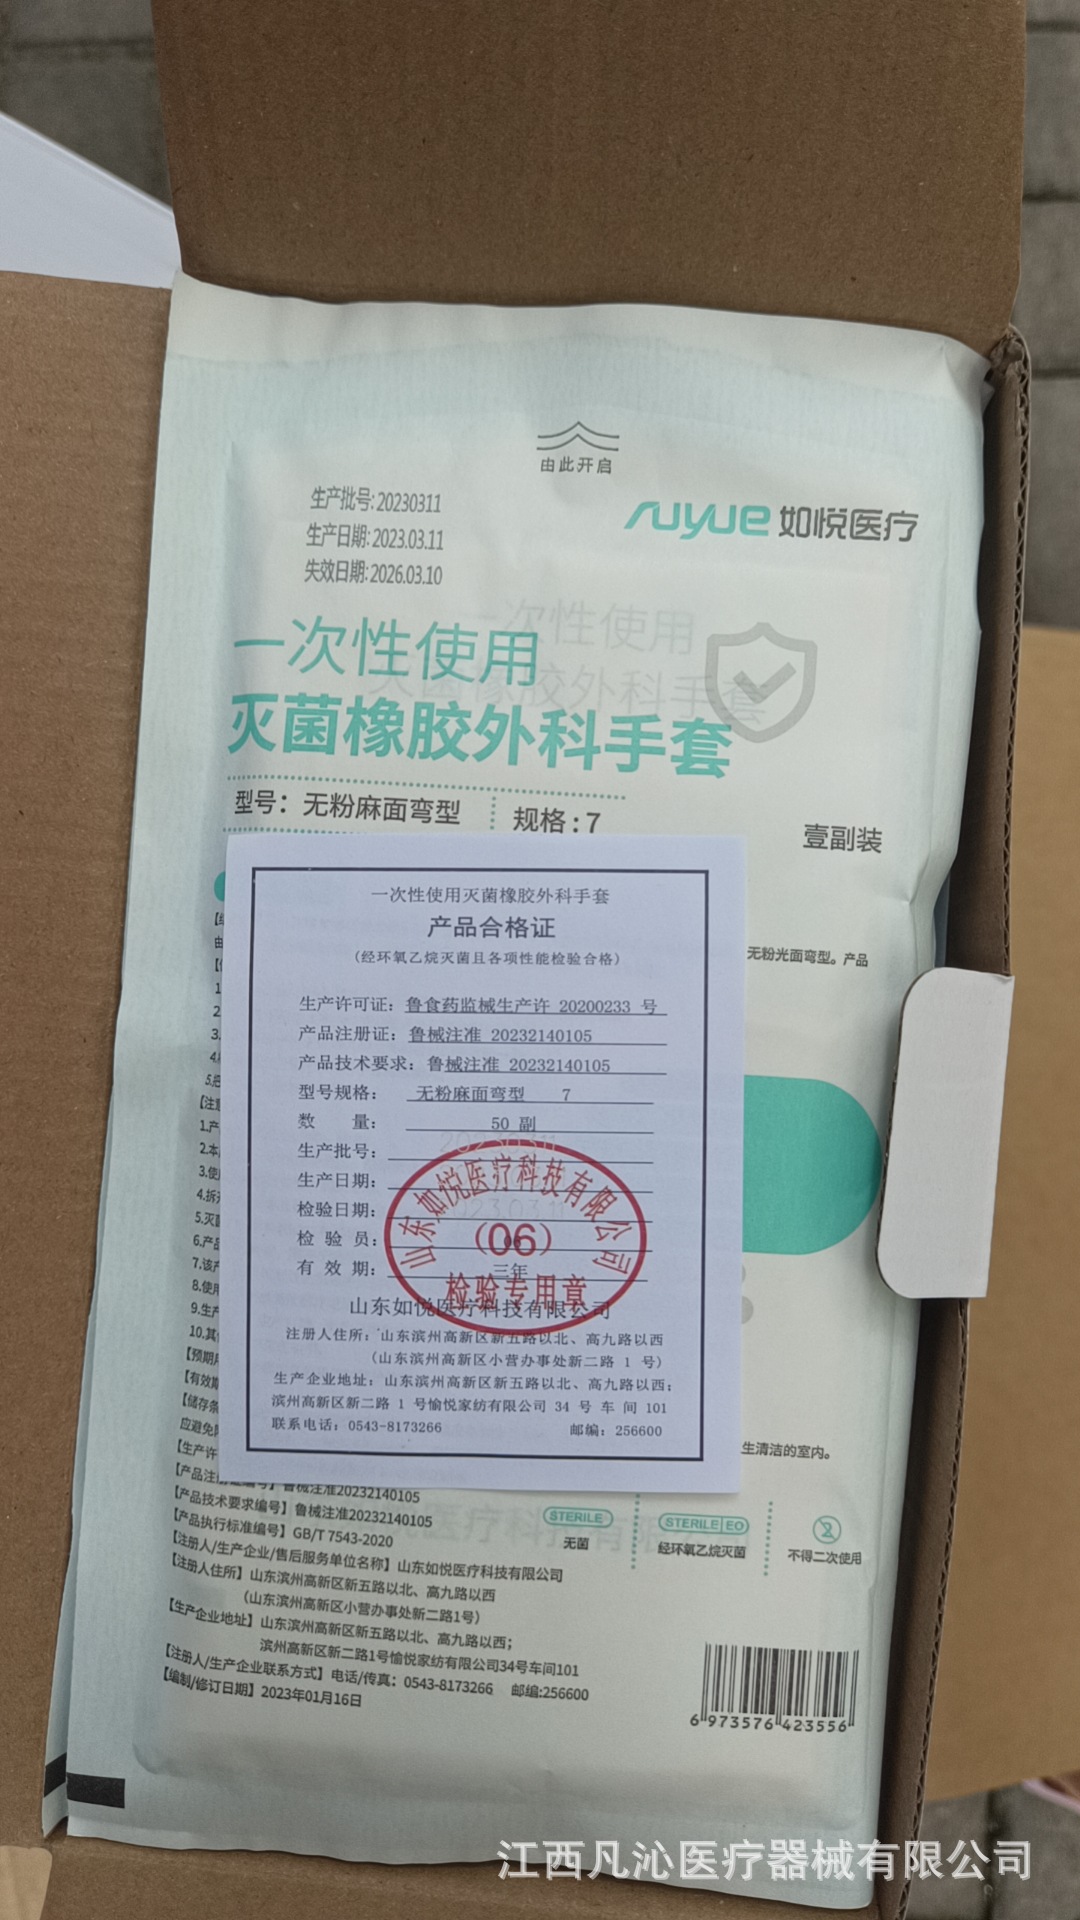 由此开启
生产批号:20230311
生产日期:2023.03.11
失效日期:2026.03.10
ruyue 如悦医疗
一次性使用
灭菌橡胶外科手套
型号：无粉麻面弯型
规格：7
壹副装
无粉光面弯型。产品
一次性使用灭菌橡胶外科手套
产品合格证
(经环氧乙烷灭菌且各项性能检验合格)
生产许可证：鲁食药监械生产许 20200233 号
产品注册证：鲁械注准 20232140105
产品技术要求：鲁械注准 20232140105
型号规格： 无粉麻面弯型 7
数 量： 50 副
生产批号：
生产日期：
检验日期：
检 验 员：
有 效 期： 三年
山东如悦医疗科技有限公司
(06)
检验专用章
山东如悦医疗科技有限公司
注册人住所：山东滨州高新区新五路以北、高九路以西
(山东滨州高新区小营办事处新二路 1 号)
生产企业地址：山东滨州高新区新五路以北、高九路以西；
滨州高新区新二路 1 号愉悦家纺有限公司 34 号 车 间 101
联系电话：0543-8173266 邮编：256600
生清洁的室内。
鲁械注准20232140105
【产品技术要求编号】鲁械注准20232140105
【产品执行标准编号】GB/T 7543-2020
【注册人/生产企业/售后服务单位名称】山东如悦医疗科技有限公司
【注册人住所】山东滨州高新区新五路以北、高九路以西
（山东滨州高新区小营办事处新二路1号）
【生产企业地址】山东滨州高新区新五路以北、高九路以西；
滨州高新区新二路1号愉悦家纺有限公司34号车间101
【注册人/生产企业联系方式】电话/传真：0543-8173266 邮编:256600
【编制/修订日期】2023年01月16日
STERILE
无菌
STERILE EO
经环氧乙烷灭菌
不得二次使用
6 973576 423556
江西凡沁医疗器械有限公司